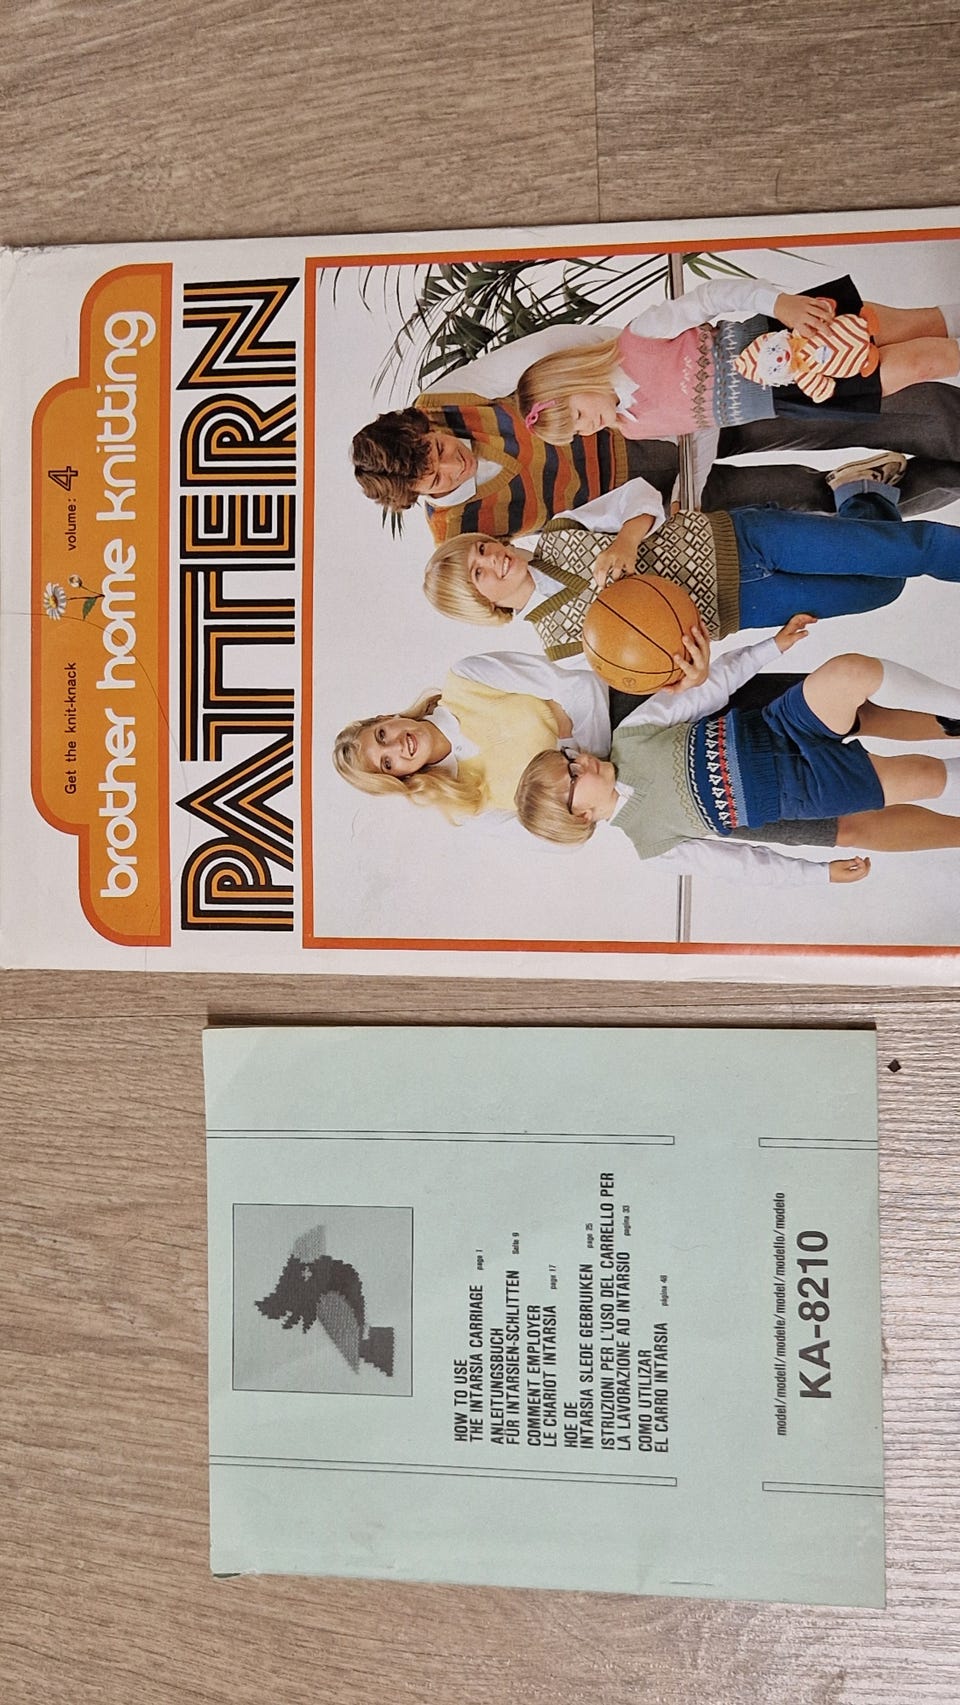 Get the knit-knack volume: 4
brother home knitting
PATTERN
HOW TO USE
THE INTARSIA CARRIAGE page 1
ANLEITUNGSBUCH
FÜR INTARSIEN-SCHLITTEN Seite 9
COMMENT EMPLOYER
LE CHARIOT INTARSIA page 17
HOE DE
INTARSIA SLEDE GEBRUIKEN page 25
ISTRUZIONI PER L'USO DEL CARRELLO PER
LA LAVORAZIONE AD INTARSIO pagina 33
COMO UTILIZAR
EL CARRO INTARSIA página 41
model/modell/modele/model/modello/modelo
KA-8210